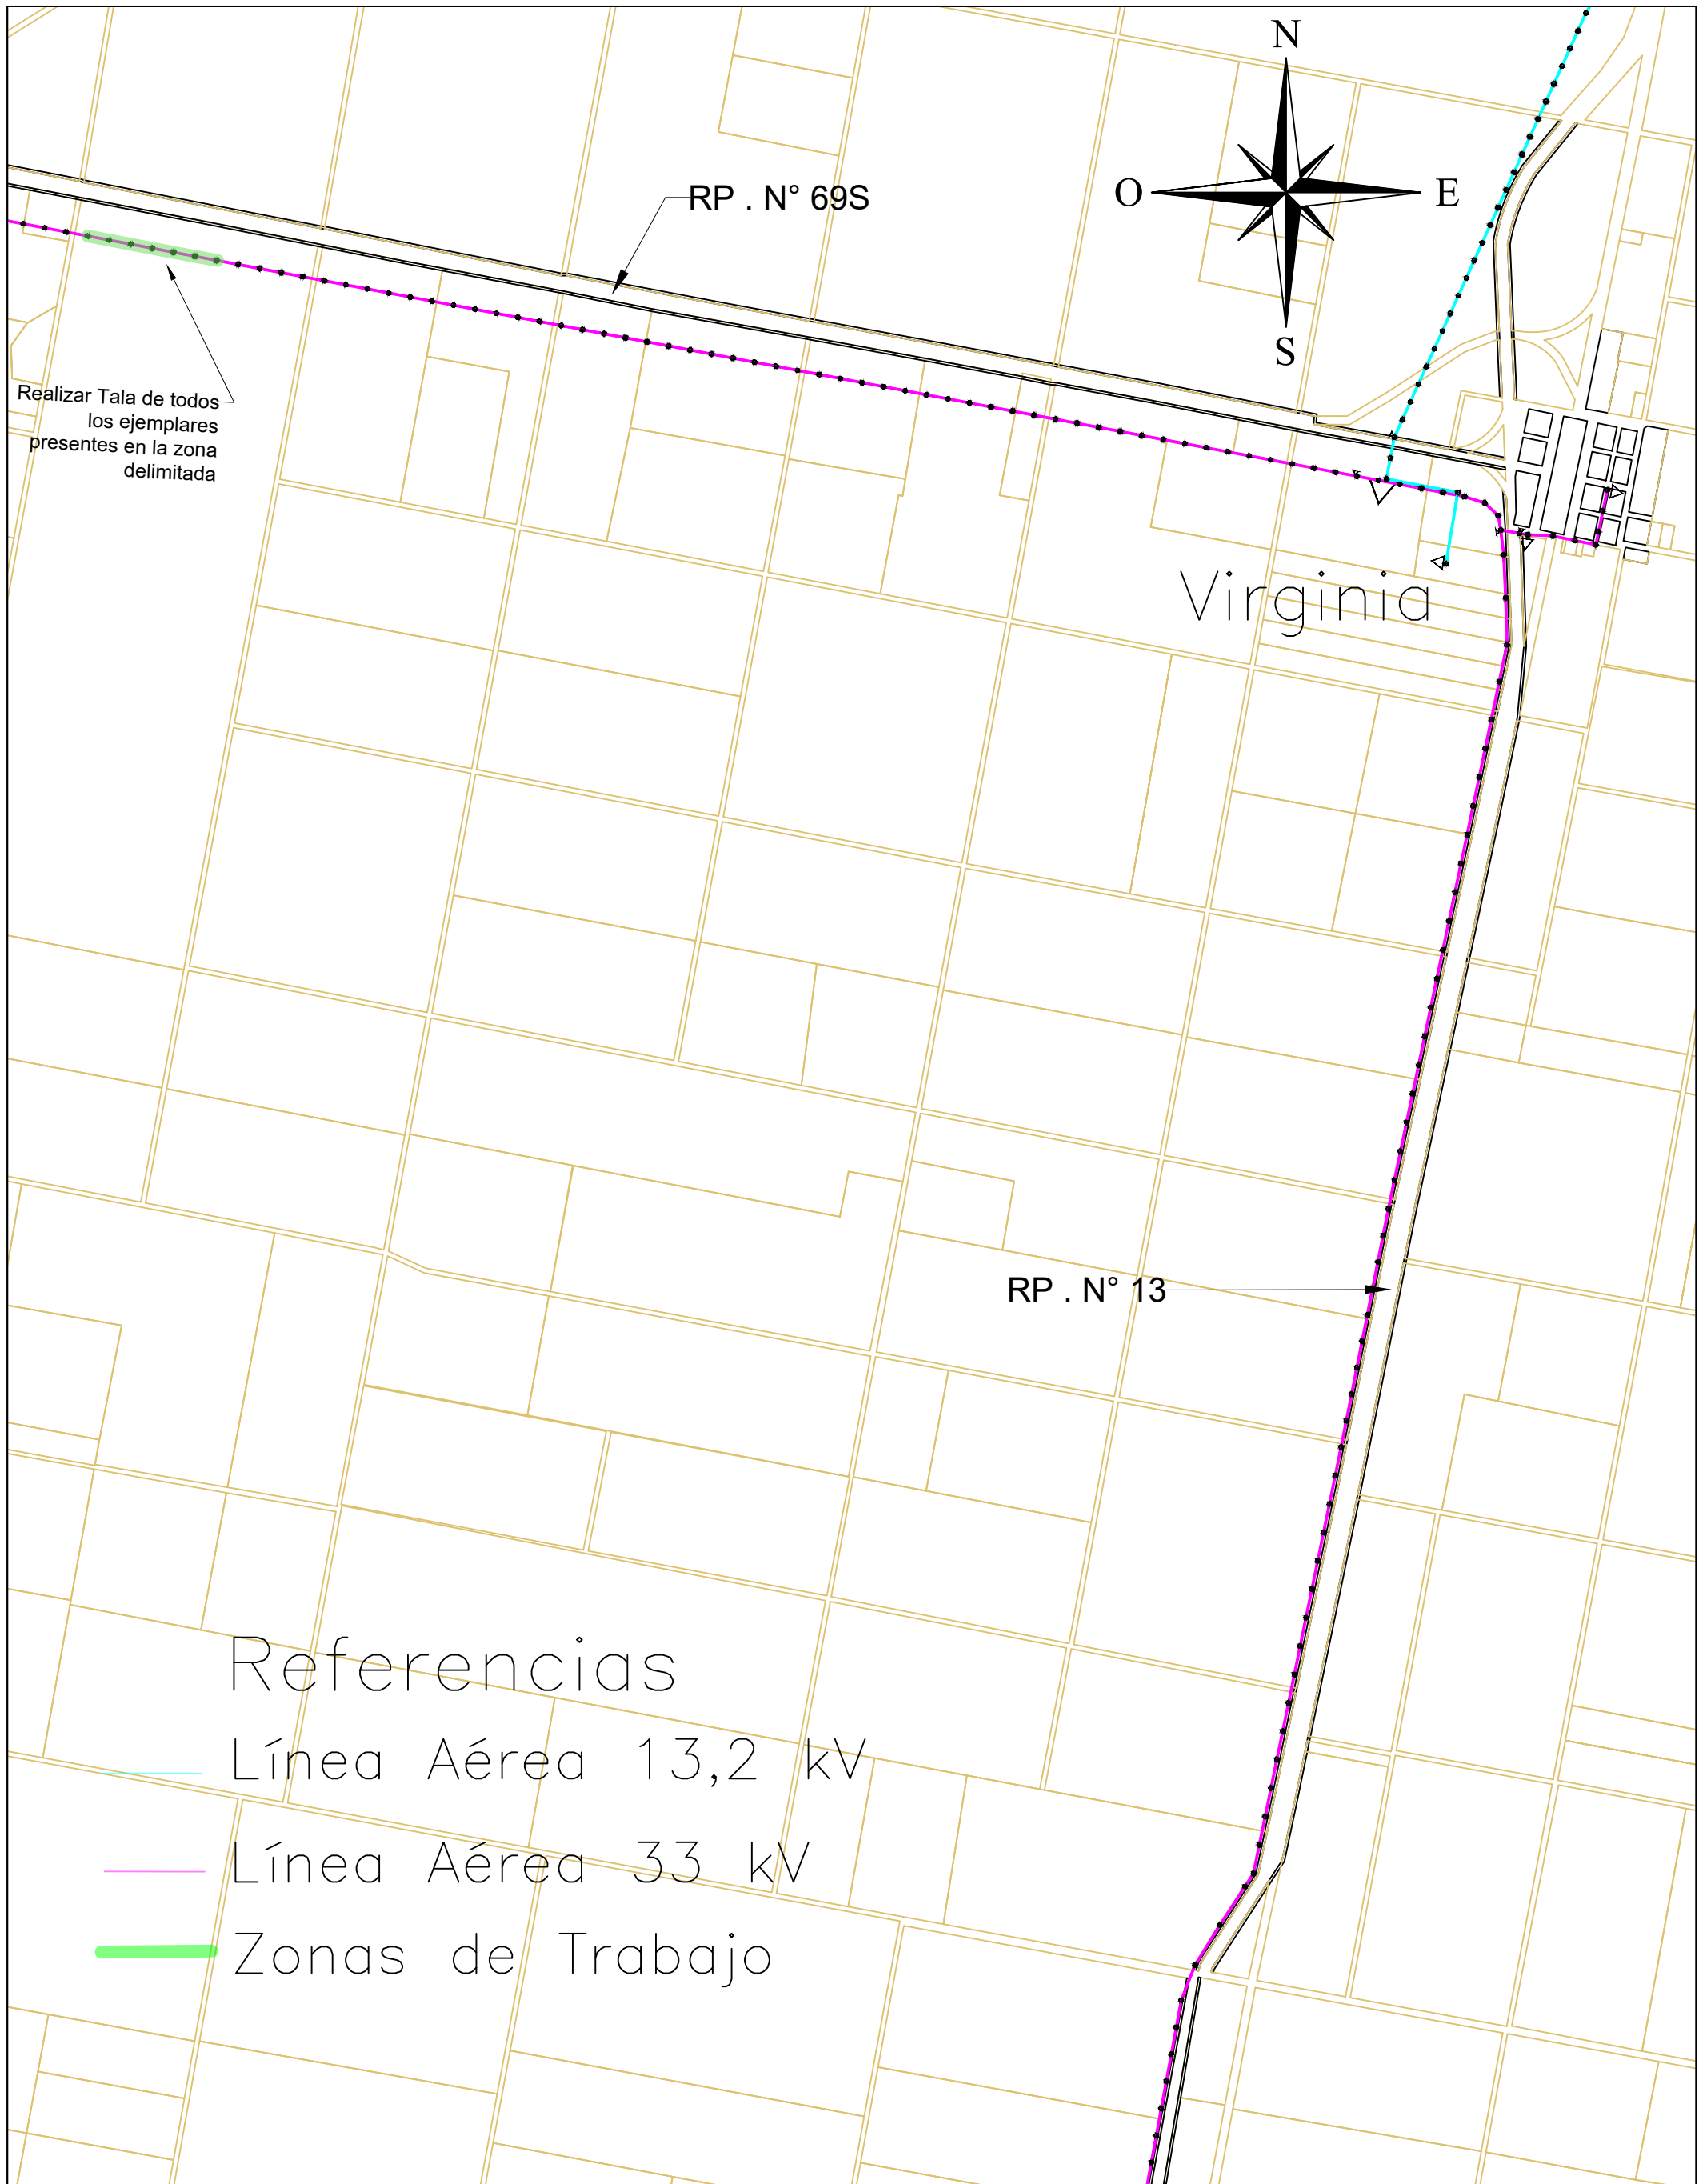 N
RP . N° 69S
O
E
S
Realizar Tala de todos
los ejemplares
presentes en la zona
delimitada
Virginia
RP . N° 13
Referencias
Línea Aérea 13,2 kV
Línea Aérea 33 kV
Zonas de Trabajo